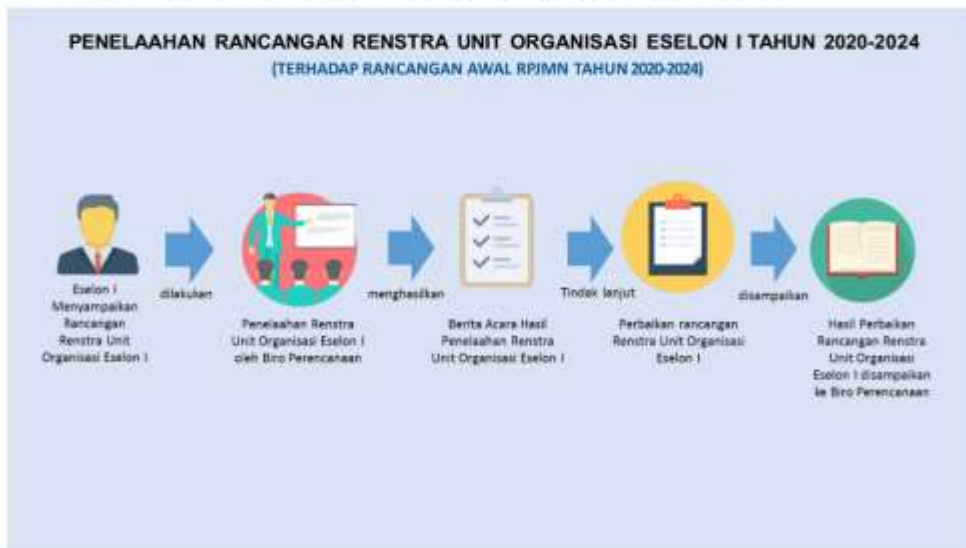 PENELAAHAN RANCANGAN RENSTRA UNIT ORGANISASI ESELON I TAHUN 2020-2024
(TERHADAP RANCANGAN AWAL RPJMN TAHUN 2020-2024)
Eselon I
Menyampaikan
Rancangan
Renstra Unit
Organisasi Eselon I
dilakukan
Penelaahan Renstra
Unit Organisasi Eselon I
oleh Biro Perencanaan
menghasilkan
Berita Acara Hasil
Penelaahan Renstra
Unit Organisasi Eselon I
Tindak lanjut
Perbaikan rancangan
Renstra Unit Organisasi
Eselon I
disampaikan
Hasil Perbaikan
Rancangan Renstra
Unit Organisasi
Eselon I disampaikan
ke Biro Perencanaan